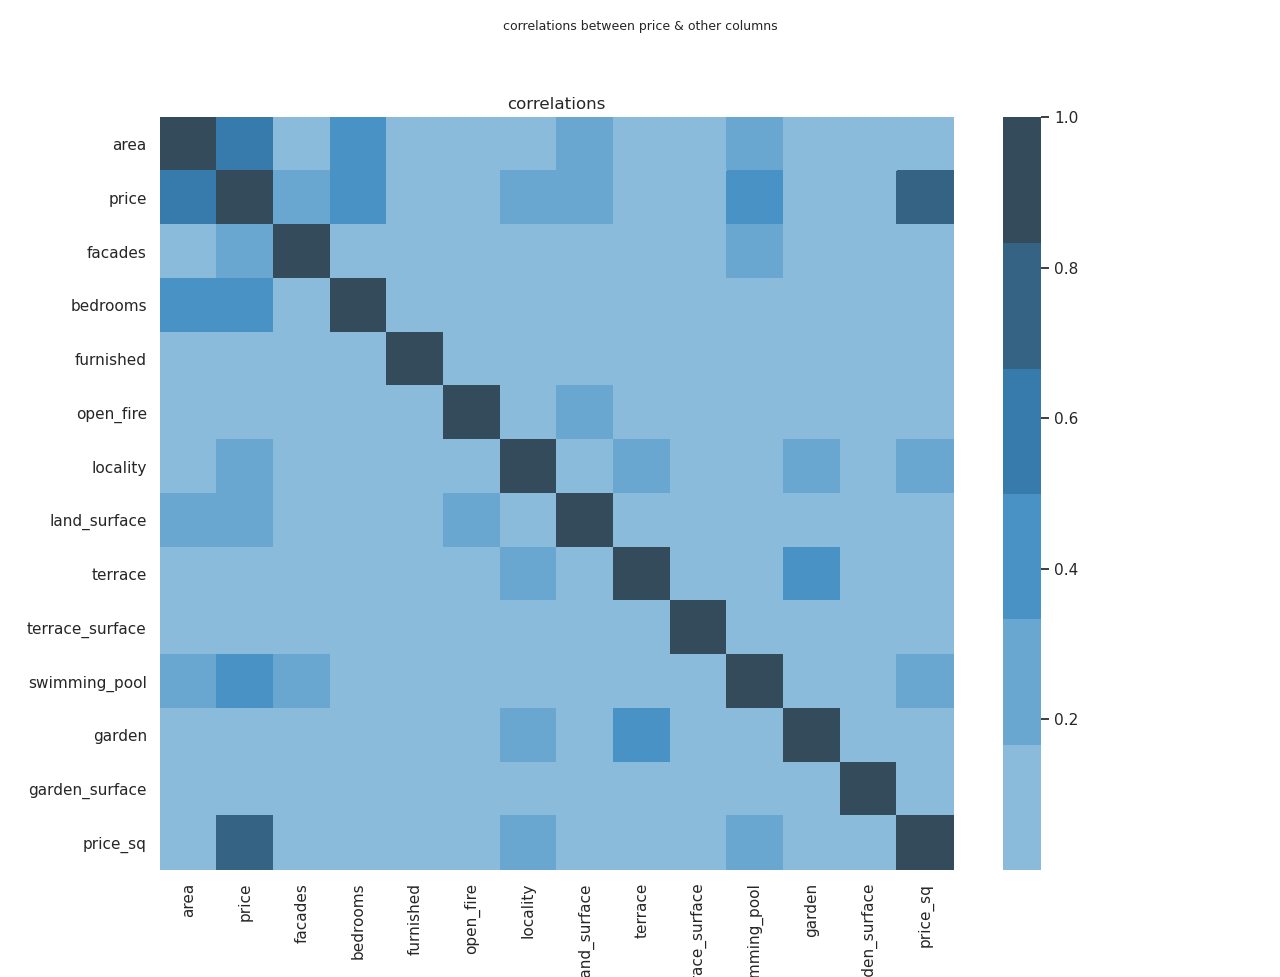 correlations between price & other columns
correlations
area
price
facades
bedrooms
furnished
open_fire
locality
land_surface
terrace
terrace_surface
swimming_pool
garden
garden_surface
price_sq
1.0
0.8
0.6
0.4
0.2
area
price
facades
bedrooms
furnished
open_fire
locality
and_surface
terrace
race_surface
mming_pool
garden
den_surface
price_sq